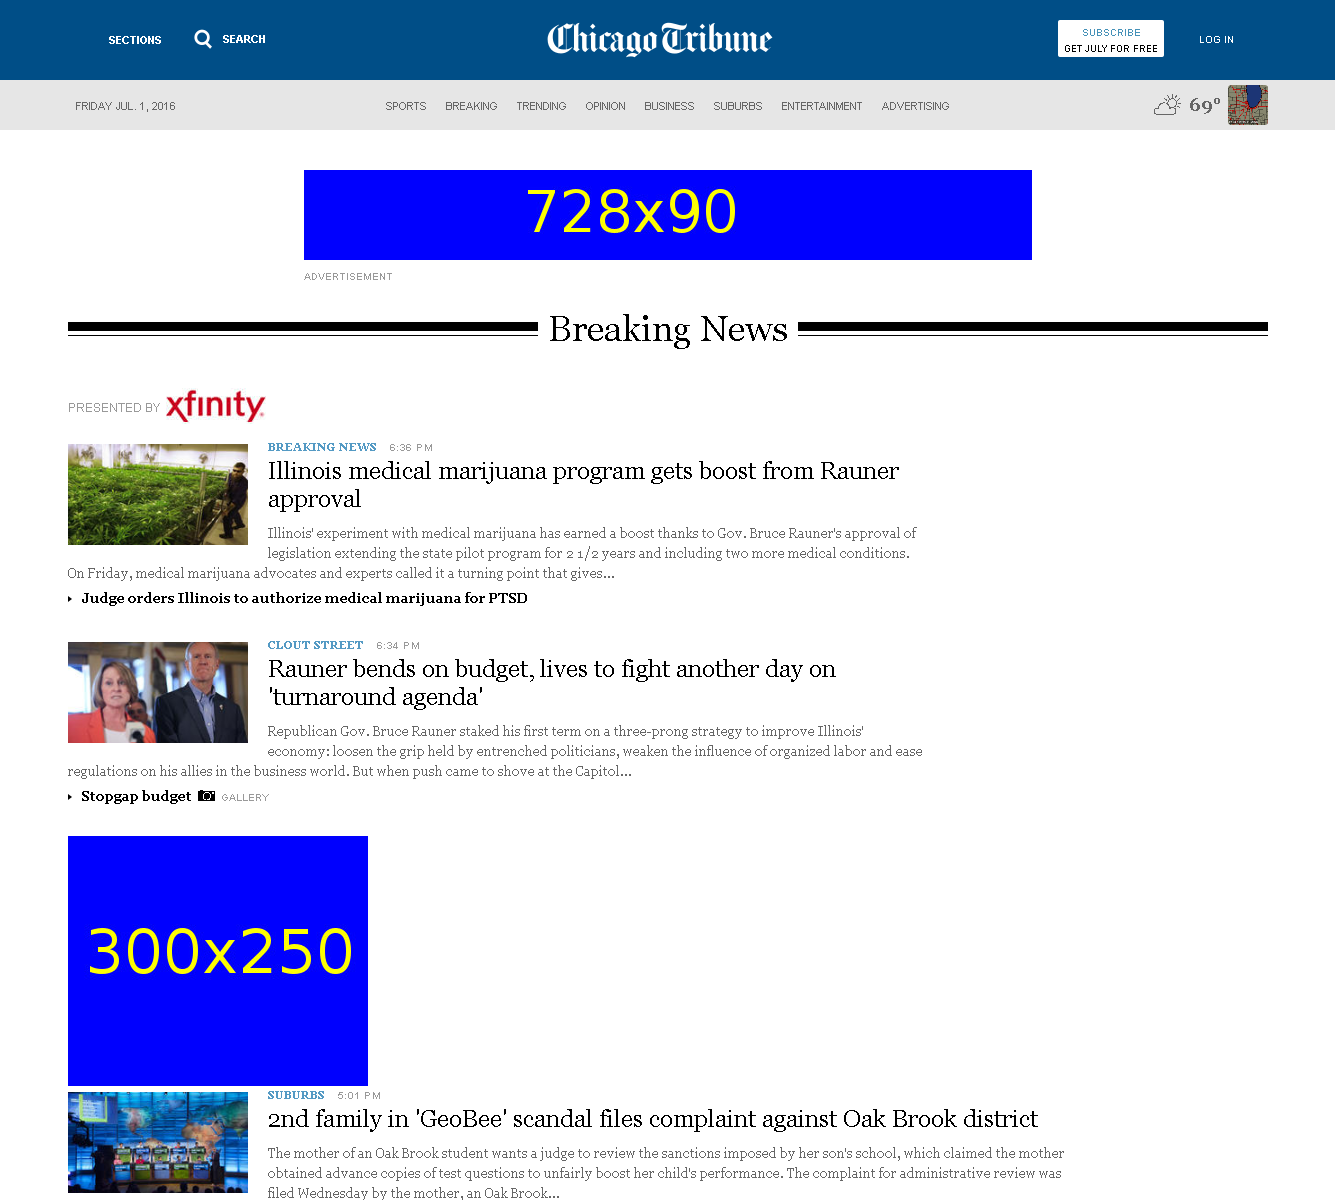 SECTIONS
SEARCH
Chicago Tribune
SUBSCRIBE
GET JULY FOR FREE
LOG IN
FRIDAY JUL. 1, 2016
SPORTS BREAKING TRENDING OPINION BUSINESS SUBURBS ENTERTAINMENT ADVERTISING
69°
728x90
ADVERTISEMENT
Breaking News
PRESENTED BY xfinity
BREAKING NEWS 6:36 PM
Illinois medical marijuana program gets boost from Rauner
approval
Illinois' experiment with medical marijuana has earned a boost thanks to Gov. Bruce Rauner's approval of
legislation extending the state pilot program for 2 1/2 years and including two more medical conditions.
On Friday, medical marijuana advocates and experts called it a turning point that gives...
Judge orders Illinois to authorize medical marijuana for PTSD
CLOUT STREET 6:34 PM
Rauner bends on budget, lives to fight another day on
'turnaround agenda'
Republican Gov. Bruce Rauner staked his first term on a three-prong strategy to improve Illinois'
economy: loosen the grip held by entrenched politicians, weaken the influence of organized labor and ease
regulations on his allies in the business world. But when push came to shove at the Capitol...
Stopgap budget GALLERY
300x250
SUBURBS 5:01 PM
2nd family in 'GeoBee' scandal files complaint against Oak Brook district
The mother of an Oak Brook student wants a judge to review the sanctions imposed by her son's school, which claimed the mother
obtained advance copies of test questions to unfairly boost her child's performance. The complaint for administrative review was
filed Wednesday by the mother, an Oak Brook...